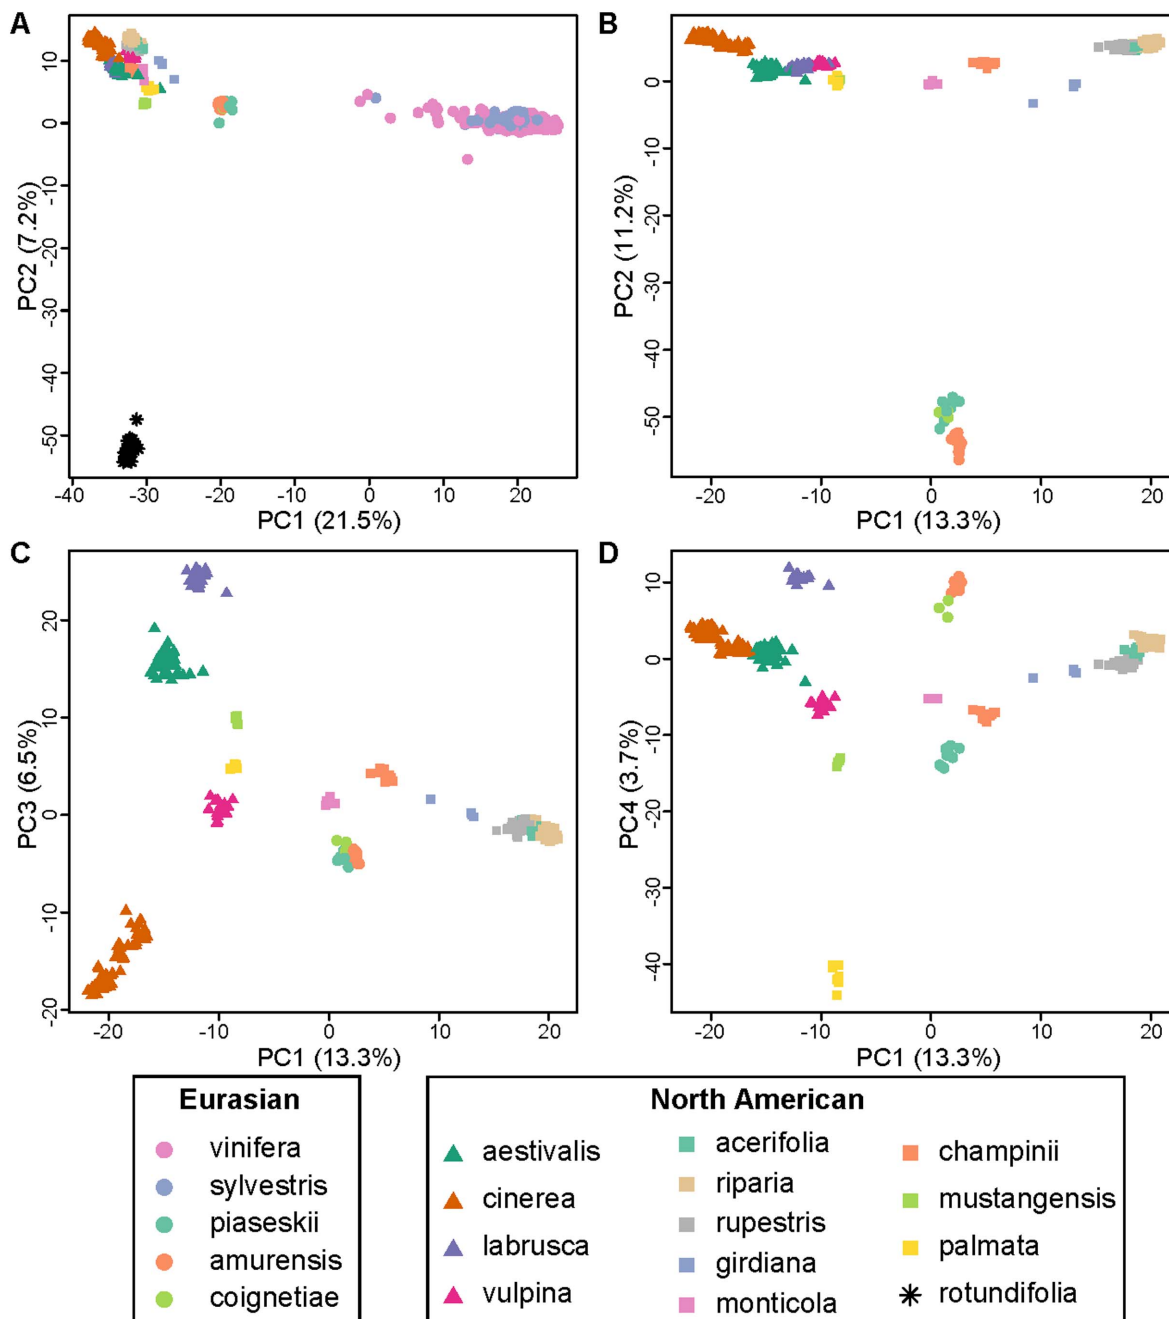 A
10
0
-10
-20
-30
-40
-50
PC2 (7.2%)
-40
-30
-20
-10
0
10
20
PC1 (21.5%)
B
10
0
-10
-20
-30
-40
-50
PC2 (11.2%)
-20
-10
0
10
20
PC1 (13.3%)
C
20
10
0
-10
-20
PC3 (6.5%)
-20
-10
0
10
20
PC1 (13.3%)
D
10
0
-10
-20
-30
-40
PC4 (3.7%)
-20
-10
0
10
20
PC1 (13.3%)
Eurasian
vinifera
sylvestris
piaseskii
amurensis
coignetiae
North American
aestivalis
cinerea
labrusca
vulpina
acerifolia
riparia
rupestris
girdiana
monticola
champinii
mustangensis
palmata
rotundifolia